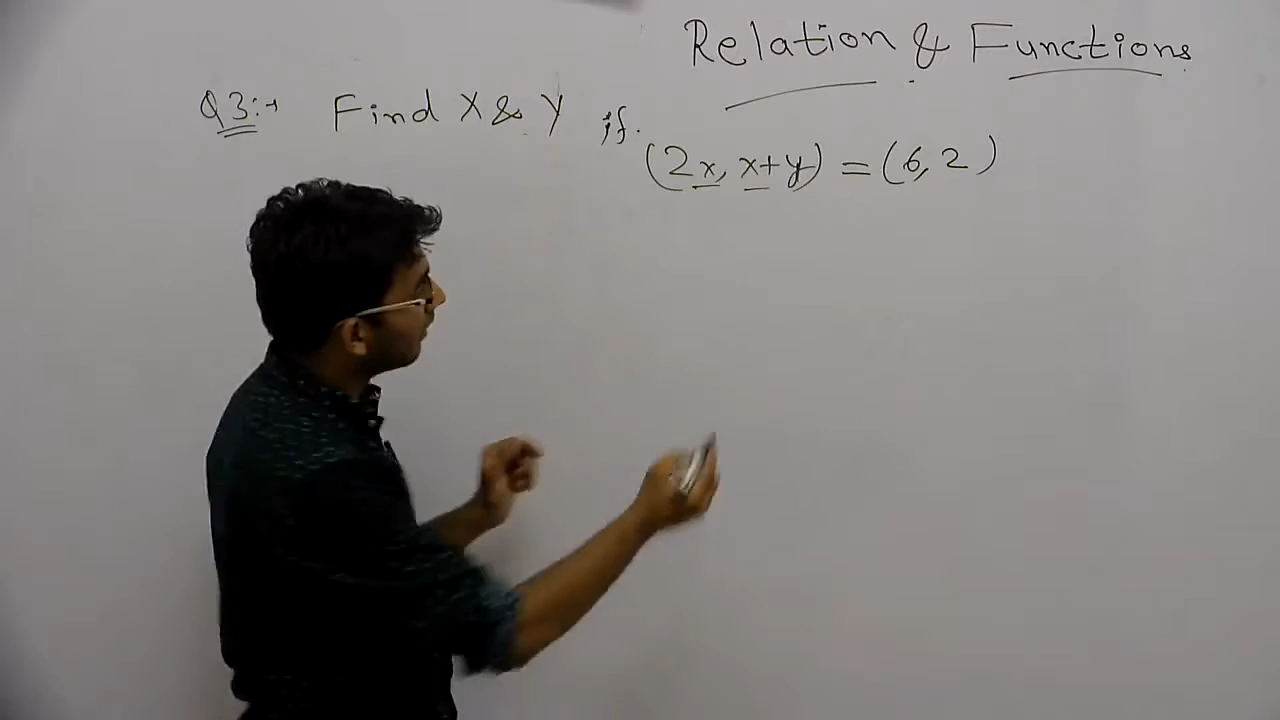 Relation & Functions
Q3:→ Find X & Y if.
(2x, x+y) = (6, 2)